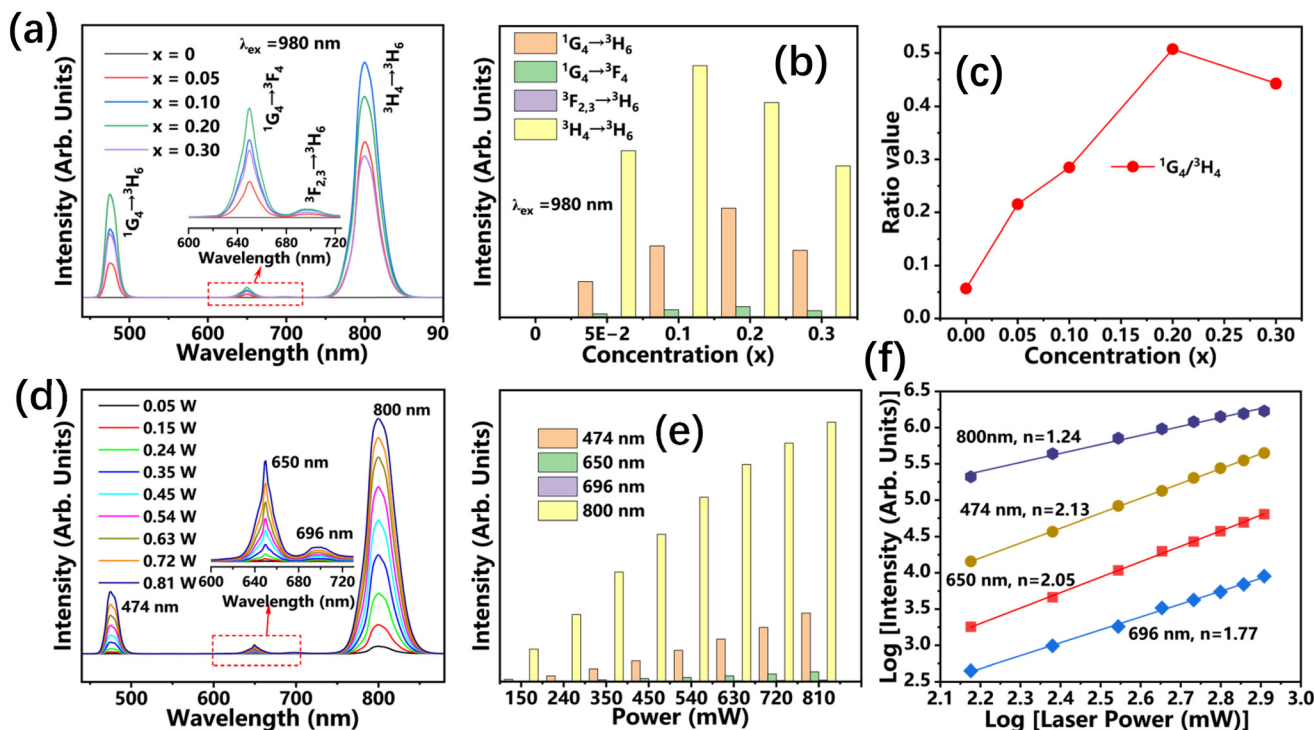 (a)
x = 0
x = 0.05
x = 0.10
x = 0.20
x = 0.30
λex =980 nm
¹G₄→³H₆
¹G₄→³F₄
³F₂,₃→³H₆
³H₄→³H₆
600 640 680 720
Wavelength (nm)
Intensity (Arb. Units)
500 600 700 800 90
Wavelength (nm)
(b)
¹G₄→³H₆
¹G₄→³F₄
³F₂,₃→³H₆
³H₄→³H₆
λex =980 nm
Intensity (Arb. Units)
0 5E−2 0.1 0.2 0.3
Concentration (x)
(c)
¹G₄/³H₄
Ratio value
0.5
0.4
0.3
0.2
0.1
0.0
0.00 0.05 0.10 0.15 0.20 0.25 0.30
Concentration (x)
(d)
0.05 W
0.15 W
0.24 W
0.35 W
0.45 W
0.54 W
0.63 W
0.72 W
0.81 W
474 nm
650 nm
696 nm
800 nm
600 640 680 720
Wavelength (nm)
Intensity (Arb. Units)
500 600 700 800
Wavelength (nm)
(e)
474 nm
650 nm
696 nm
800 nm
Intensity (Arb. Units)
150 240 350 450 540 630 720 810
Power (mW)
(f)
Log [Intensity (Arb. Units)]
6.5
6.0
5.5
5.0
4.5
4.0
3.5
3.0
2.5
800nm, n=1.24
474 nm, n=2.13
650 nm, n=2.05
696 nm, n=1.77
2.1 2.2 2.3 2.4 2.5 2.6 2.7 2.8 2.9 3.0
Log [Laser Power (mW)]